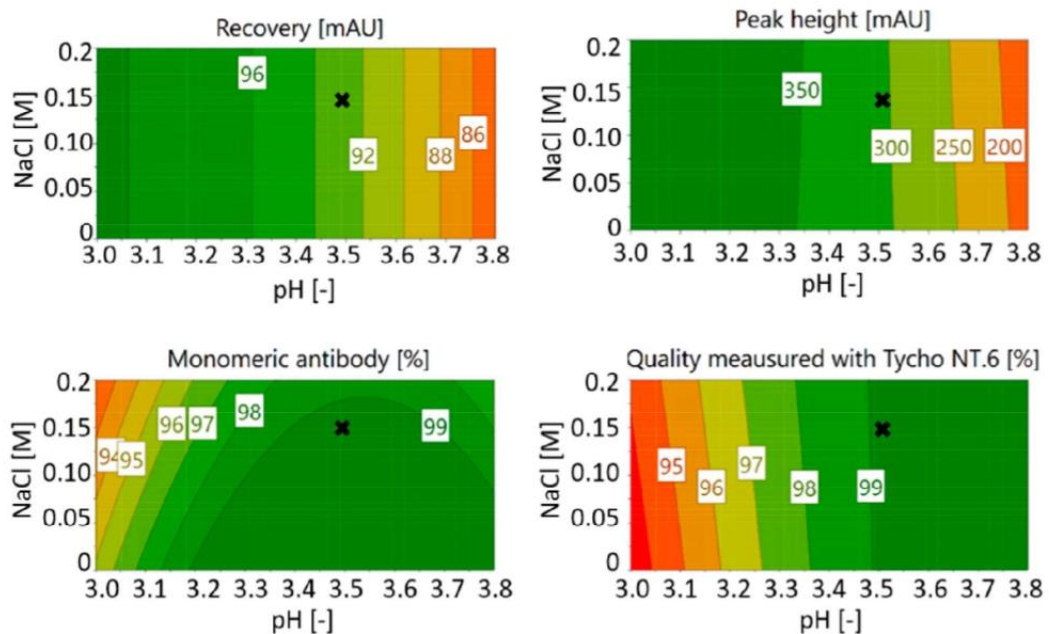 Recovery [mAU]
NaCl [M]
0.2
0.15
0.10
0.05
0
96
92
88
86
3.0 3.1 3.2 3.3 3.4 3.5 3.6 3.7 3.8
pH [-]
Peak height [mAU]
NaCl [M]
0.2
0.15
0.10
0.05
0
350
300
250
200
3.0 3.1 3.2 3.3 3.4 3.5 3.6 3.7 3.8
pH [-]
Monomeric antibody [%]
NaCl [M]
0.2
0.15
0.10
0.05
0
94
95
96
97
98
99
3.0 3.1 3.2 3.3 3.4 3.5 3.6 3.7 3.8
pH [-]
Quality meausured with Tycho NT.6 [%]
NaCl [M]
0.2
0.15
0.10
0.05
0
95
96
97
98
99
3.0 3.1 3.2 3.3 3.4 3.5 3.6 3.7 3.8
pH [-]